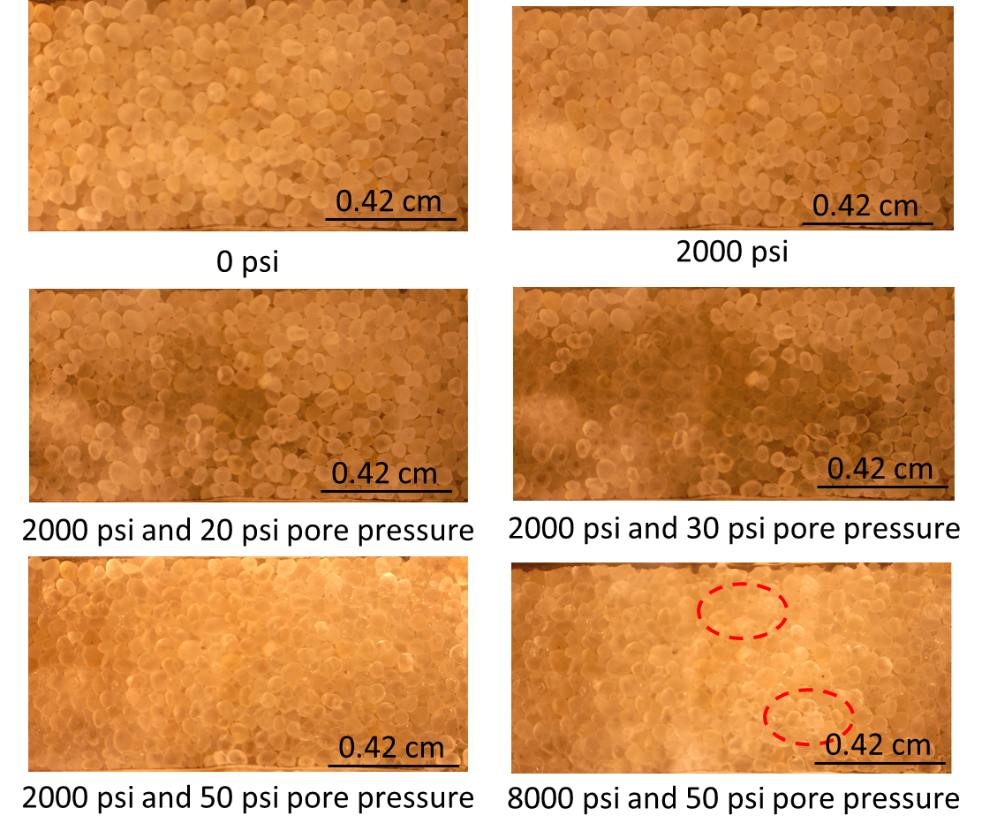 0.42 cm
0.42 cm
0 psi
2000 psi
0.42 cm
0.42 cm
2000 psi and 20 psi pore pressure
2000 psi and 30 psi pore pressure
0.42 cm
0.42 cm
2000 psi and 50 psi pore pressure
8000 psi and 50 psi pore pressure